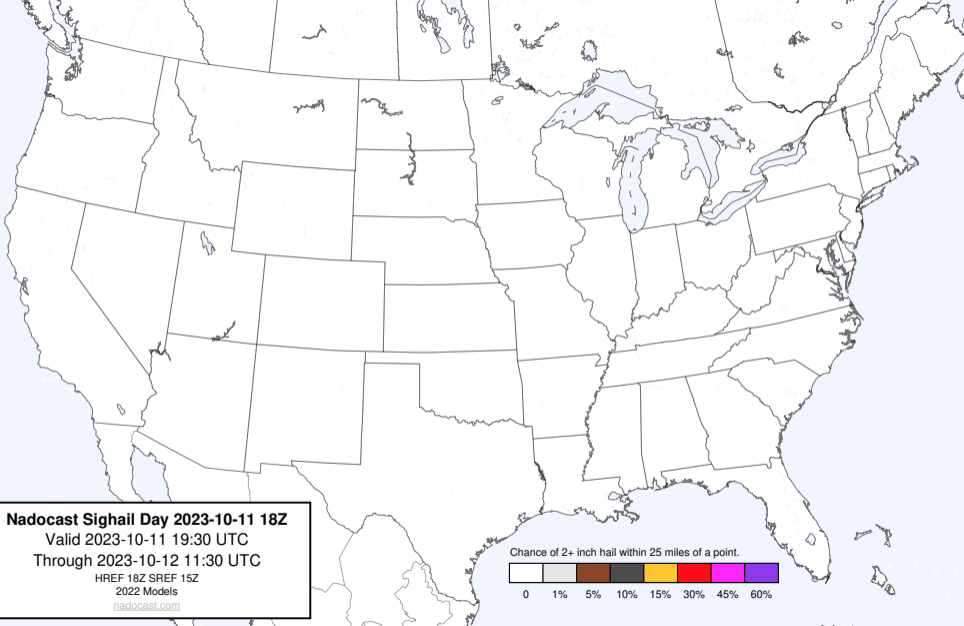 Nadocast Sighail Day 2023-10-11 18Z
Valid 2023-10-11 19:30 UTC
Through 2023-10-12 11:30 UTC
HREF 18Z SREF 15Z
2022 Models
nadocast.com
Chance of 2+ inch hail within 25 miles of a point.
0 1% 5% 10% 15% 30% 45% 60%